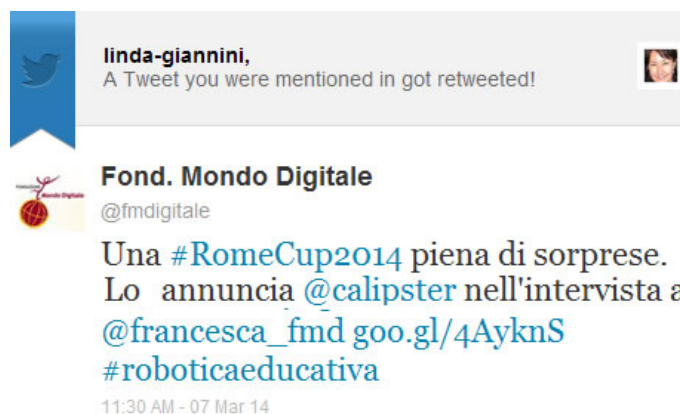 linda-giannini,
A Tweet you were mentioned in got retweeted!
Fond. Mondo Digitale
@fmdigitale
Una #RomeCup2014 piena di sorprese.
Lo annuncia @calipster nell'intervista a
@francesca_fmd goo.gl/4AyknS
#roboticaeducativa
11:30 AM - 07 Mar 14